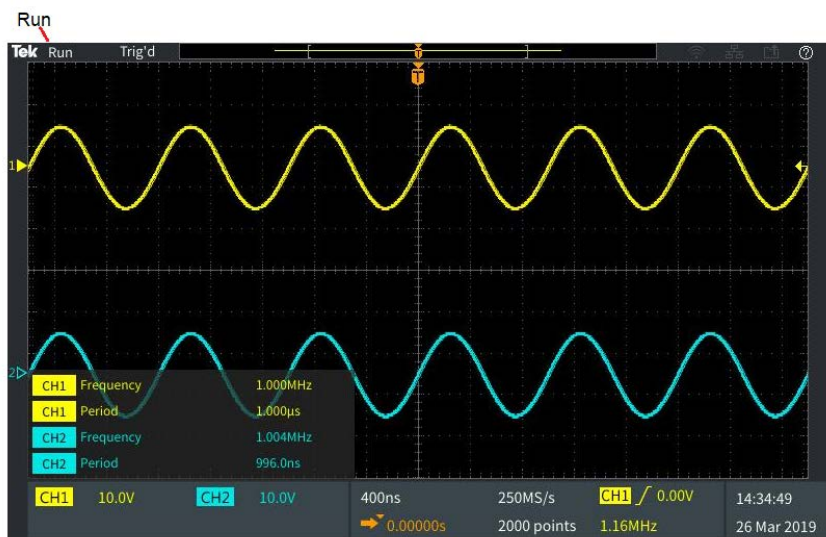 Run
Tek Run Trig'd
T
T
1
2
CH1 Frequency 1.000MHz
CH1 Period 1.000μs
CH2 Frequency 1.004MHz
CH2 Period 996.0ns
CH1 10.0V CH2 10.0V 400ns 250MS/s CH1 0.00V 14:34:49
0.00000s 2000 points 1.16MHz 26 Mar 2019